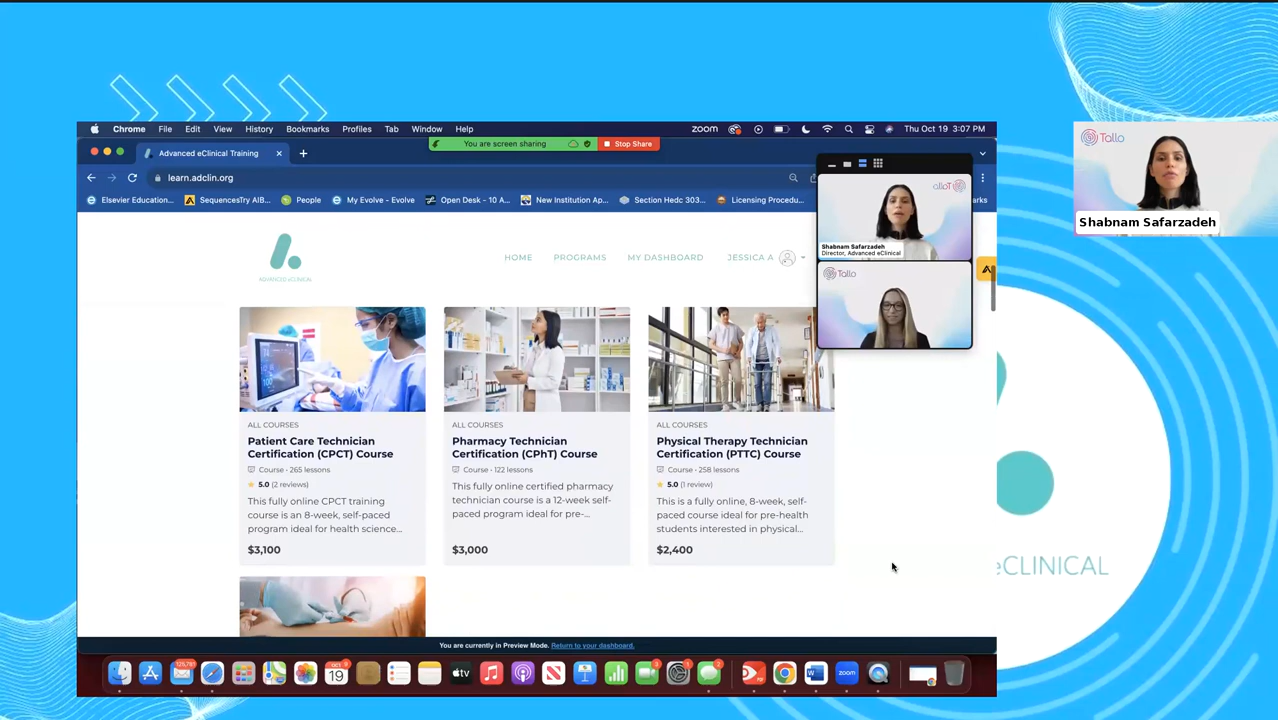 Chrome File Edit View History Bookmarks Profiles Tab Window Help
zoom
Thu Oct 19 3:07 PM
Advanced eClinical Training
You are screen sharing
Stop Share
learn.adclin.org
Elsevier Education... SequencesTry AIB... People My Evolve - Evolve Open Desk - 10 A... New Institution Ap... Section Hedc 303... Licensing Procedu...
Tallo
Shabnam Safarzadeh
Shabnam Safarzadeh
Director, Advanced eClinical
Tallo
ADVANCED eCLINICAL
HOME PROGRAMS MY DASHBOARD JESSICA A
ALL COURSES
Patient Care Technician
Certification (CPCT) Course
Course • 265 lessons
5.0 (2 reviews)
This fully online CPCT training
course is an 8-week, self-paced
program ideal for health science...
$3,100
ALL COURSES
Pharmacy Technician
Certification (CPhT) Course
Course • 122 lessons
This fully online certified pharmacy
technician course is a 12-week self-
paced program ideal for pre-...
$3,000
ALL COURSES
Physical Therapy Technician
Certification (PTTC) Course
Course • 258 lessons
5.0 (1 review)
This is a fully online, 8-week, self-
paced course ideal for pre-health
students interested in physical...
$2,400
eCLINICAL
You are currently in Preview Mode. Return to your dashboard.
OCT
19
tv
zoom